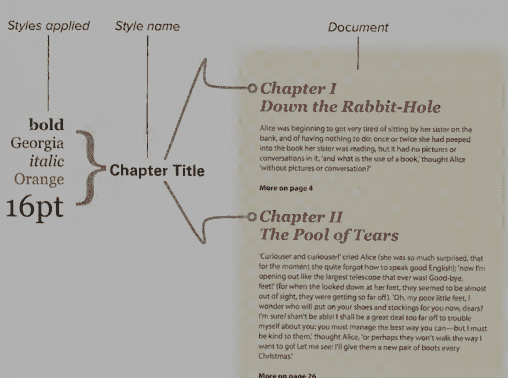 Styles applied
Style name
Document
bold
Georgia
italic
Orange
16pt
Chapter Title
Chapter I
Down the Rabbit-Hole
Alice was beginning to get very tired of sitting by her sister on the
bank, and of having nothing to do: once or twice she had peeped
into the book her sister was reading, but it had no pictures or
conversations in it, 'and what is the use of a book,' thought Alice
'without pictures or conversation?'
More on page 4
Chapter II
The Pool of Tears
'Curiouser and curiouser!' cried Alice (she was so much surprised, that
for the moment she quite forgot how to speak good English); 'now I'm
opening out like the largest telescope that ever was! Good-bye,
feet!' (for when she looked down at her feet, they seemed to be almost
out of sight, they were getting so far off). 'Oh, my poor little feet, I
wonder who will put on your shoes and stockings for you now, dears?
I'm sure I shan't be able! I shall be a great deal too far off to trouble
myself about you: you must manage the best way you can—but I must
be kind to them,' thought Alice, 'or perhaps they won't walk the way I
want to go! Let me see: I'll give them a new pair of boots every
Christmas.'
More on page 26